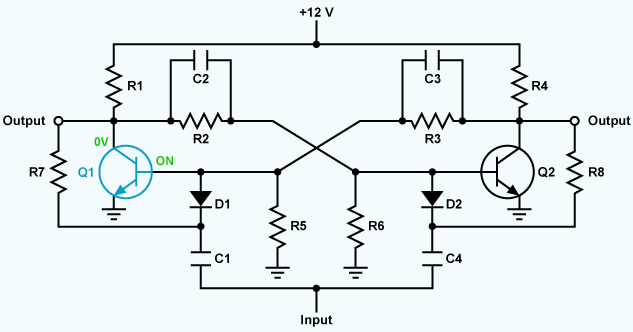 +12 V
R1
C2
C3
R4
Output
R2
R3
Output
0V
ON
R7
Q1
Q2
R8
D1
R5
R6
D2
C1
C4
Input